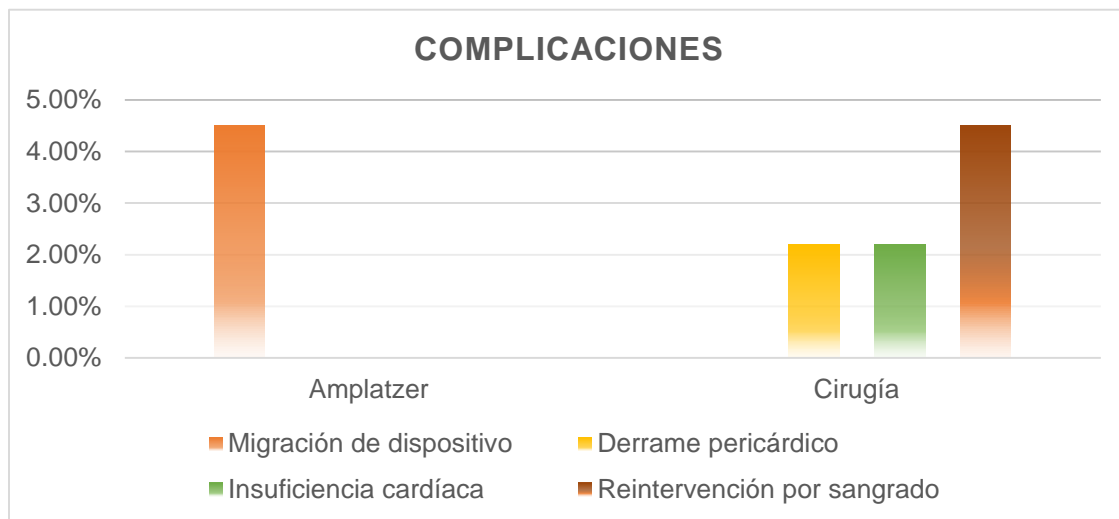 COMPLICACIONES
5.00%
4.00%
3.00%
2.00%
1.00%
0.00%
Amplatzer Cirugía
Migración de dispositivo Derrame pericárdico
Insuficiencia cardíaca Reintervención por sangrado